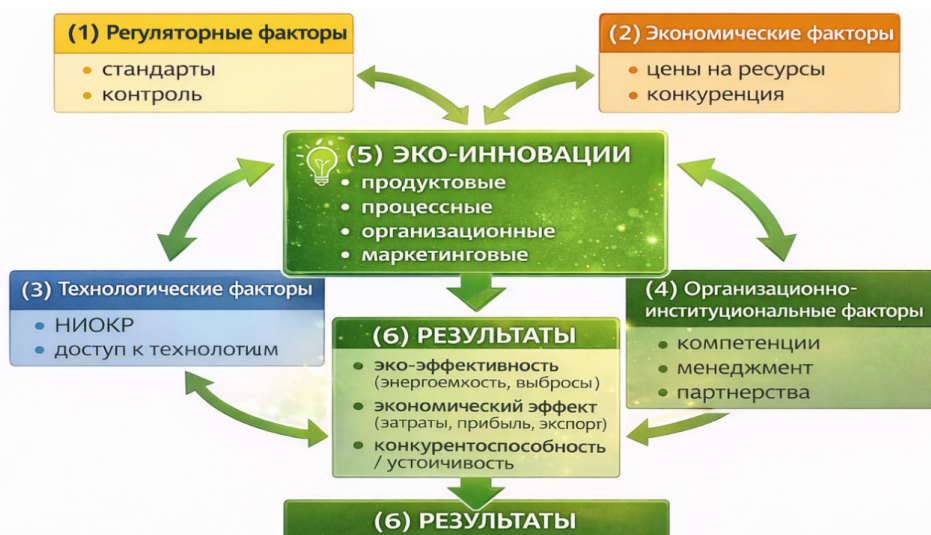 (1) Регуляторные факторы
• стандарты
• контроль
(2) Экономические факторы
• цены на ресурсы
• конкуренция
(5) ЭКО-ИННОВАЦИИ
• продуктовые
• процессные
• организационные
• маркетинговые
(3) Технологические факторы
• НИОКР
• доступ к технолотиım
(4) Организационно-
институциональные факторы
• компетенции
• менеджмент
• партнерства
(6) РЕЗУЛЬТАТЫ
• эко-эффективность
(энергоемхость, выбросы)
• экономический эффект
(затраты, прибыль, экспорг)
• конкурентоспособность
/ устоичивость
(6) РЕЗУЛЬТАТЫ